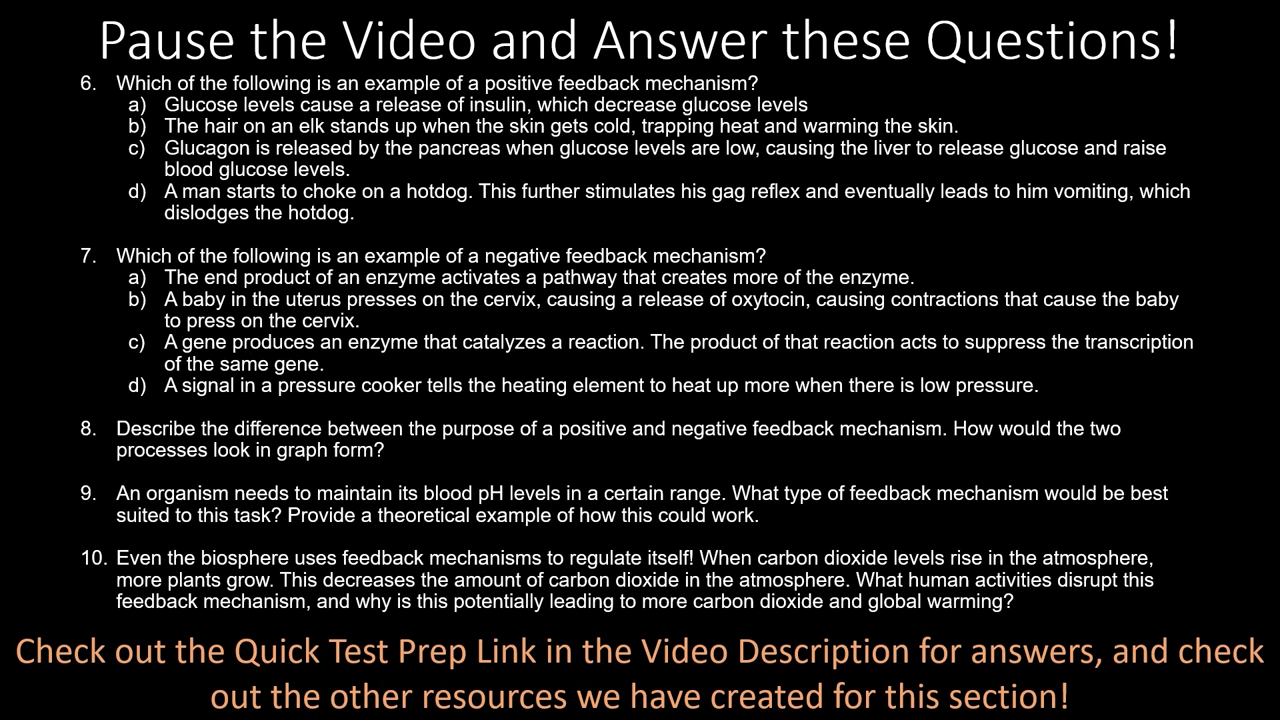 Pause the Video and Answer these Questions!
6. Which of the following is an example of a positive feedback mechanism?
a) Glucose levels cause a release of insulin, which decrease glucose levels
b) The hair on an elk stands up when the skin gets cold, trapping heat and warming the skin.
c) Glucagon is released by the pancreas when glucose levels are low, causing the liver to release glucose and raise
blood glucose levels.
d) A man starts to choke on a hotdog. This further stimulates his gag reflex and eventually leads to him vomiting, which
dislodges the hotdog.
7. Which of the following is an example of a negative feedback mechanism?
a) The end product of an enzyme activates a pathway that creates more of the enzyme.
b) A baby in the uterus presses on the cervix, causing a release of oxytocin, causing contractions that cause the baby
to press on the cervix.
c) A gene produces an enzyme that catalyzes a reaction. The product of that reaction acts to suppress the transcription
of the same gene.
d) A signal in a pressure cooker tells the heating element to heat up more when there is low pressure.
8. Describe the difference between the purpose of a positive and negative feedback mechanism. How would the two
processes look in graph form?
9. An organism needs to maintain its blood pH levels in a certain range. What type of feedback mechanism would be best
suited to this task? Provide a theoretical example of how this could work.
10. Even the biosphere uses feedback mechanisms to regulate itself! When carbon dioxide levels rise in the atmosphere,
more plants grow. This decreases the amount of carbon dioxide in the atmosphere. What human activities disrupt this
feedback mechanism, and why is this potentially leading to more carbon dioxide and global warming?
Check out the Quick Test Prep Link in the Video Description for answers, and check
out the other resources we have created for this section!